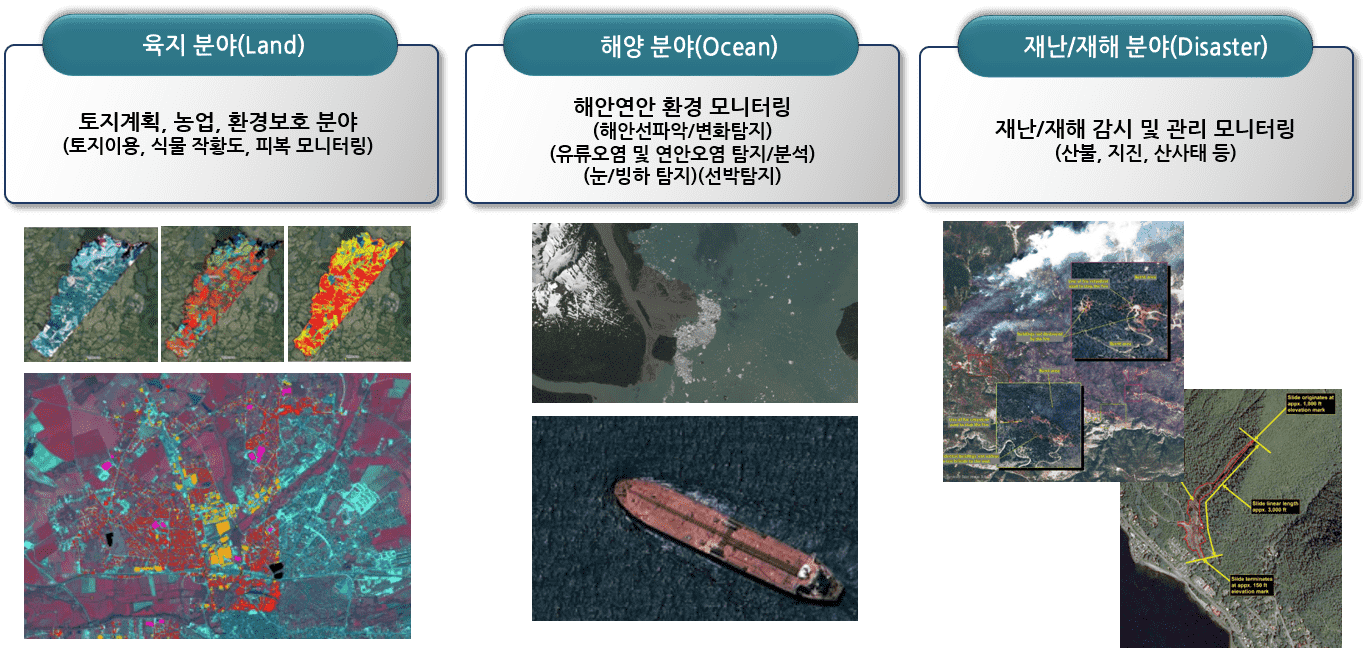 육지 분야(Land)
토지계획, 농업, 환경보호 분야
(토지이용, 식물 작황도, 피복 모니터링)
해양 분야(Ocean)
해안연안 환경 모니터링
(해안선파악/변화탐지)
(유류오염 및 연안오염 탐지/분석)
(눈/빙하 탐지)(선박탐지)
재난/재해 분야(Disaster)
재난/재해 감시 및 관리 모니터링
(산불, 지진, 산사태 등)
Burnt area
Burnt area
Burnt area
Slide originates at
appx. 1,500 ft
elevation mark
Slide linear length
appx. 3,000 ft
Slide terminates
at appx. 150 ft
elevation mark